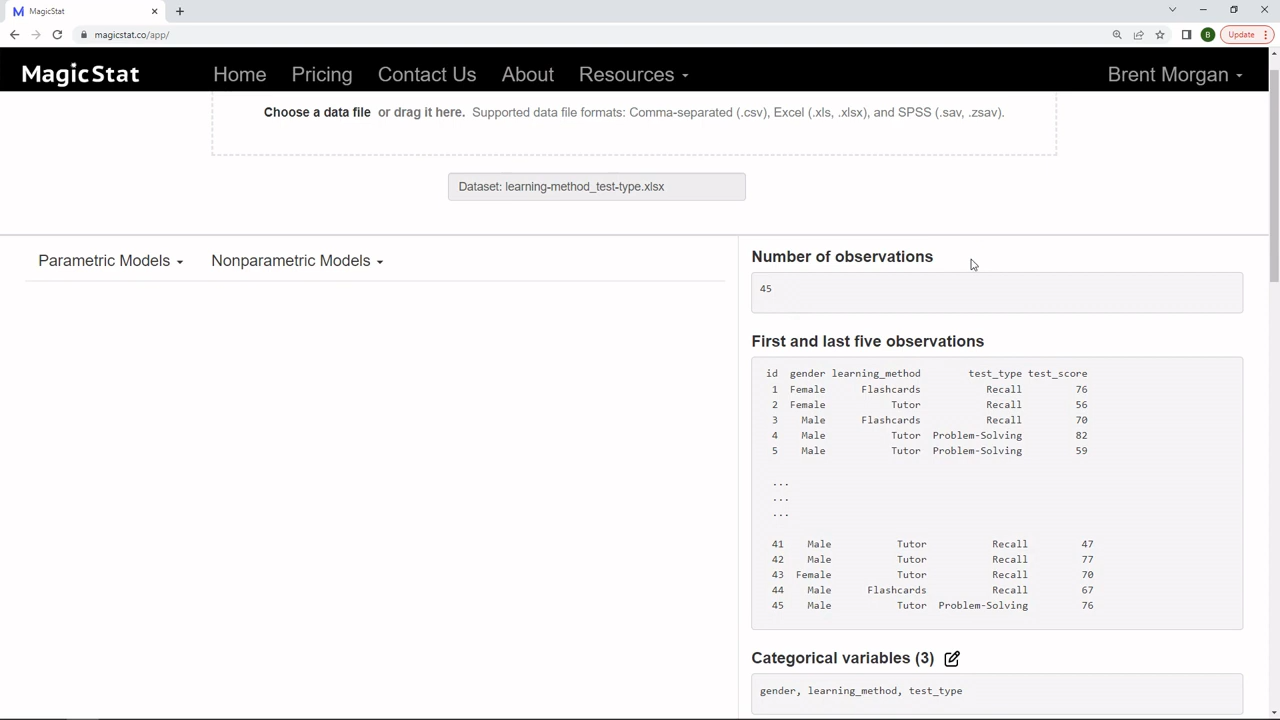 MagicStat
magicstat.co/app/
Update
MagicStat Home Pricing Contact Us About Resources Brent Morgan
Choose a data file or drag it here. Supported data file formats: Comma-separated (.csv), Excel (.xls, .xlsx), and SPSS (.sav, .zsav).
Dataset: learning-method_test-type.xlsx
Parametric Models Nonparametric Models
Number of observations
45
First and last five observations
id gender learning_method test_type test_score
1 Female Flashcards Recall 76
2 Female Tutor Recall 56
3 Male Flashcards Recall 70
4 Male Tutor Problem-Solving 82
5 Male Tutor Problem-Solving 59
...
...
...
41 Male Tutor Recall 47
42 Male Tutor Recall 77
43 Female Tutor Recall 70
44 Male Flashcards Recall 67
45 Male Tutor Problem-Solving 76
Categorical variables (3)
gender, learning_method, test_type